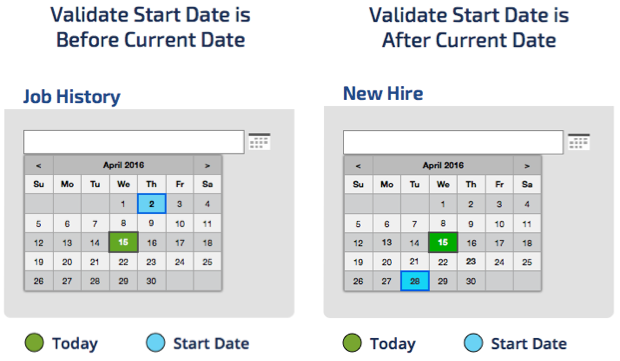 Validate Start Date is
Before Current Date
Job History
< April 2016 >
Su Mo Tu We Th Fr Sa
1 2 3 4
5 6 7 8 9 10 11
12 13 14 15 16 17 18
19 20 21 22 23 24 25
26 27 28 29 30
Today Start Date
Validate Start Date is
After Current Date
New Hire
< April 2016 >
Su Mo Tu We Th Fr Sa
1 2 3 4
5 6 7 8 9 10 11
12 13 14 15 16 17 18
19 20 21 22 23 24 25
26 27 28 29 30
Today Start Date